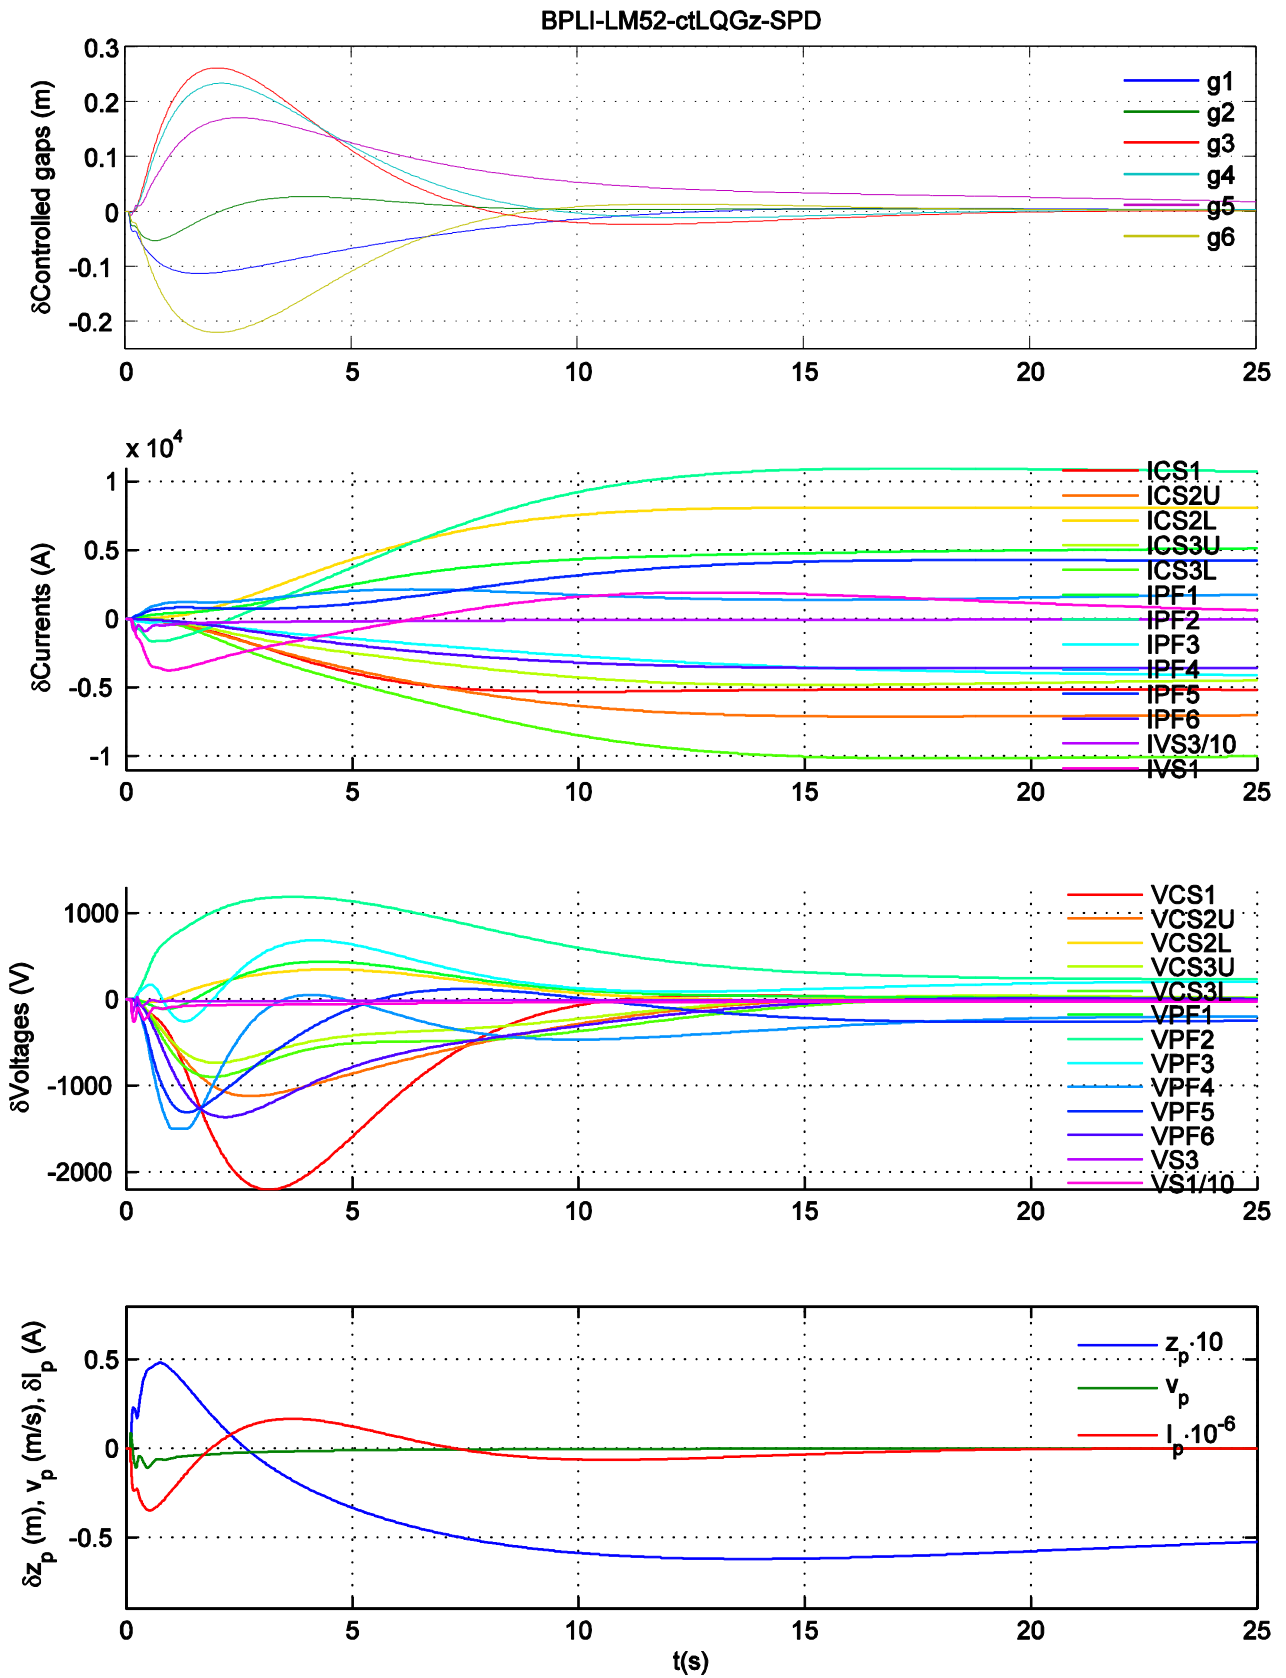 BPLI-LM52-ctLQGz-SPD
δControlled gaps (m)
0.3
0.2
0.1
0
-0.1
-0.2
0 5 10 15 20 25
g1
g2
g3
g4
g5
g6
x 10^4
δCurrents (A)
1
0.5
0
-0.5
-1
0 5 10 15 20 25
ICS1
ICS2U
ICS2L
ICS3U
ICS3L
IPF1
IPF2
IPF3
IPF4
IPF5
IPF6
IVS3/10
IVS1
δVoltages (V)
1000
0
-1000
-2000
0 5 10 15 20 25
VCS1
VCS2U
VCS2L
VCS3U
VCS3L
VPF1
VPF2
VPF3
VPF4
VPF5
VPF6
VS3
VS1/10
δz_p (m), v_p (m/s), δI_p (A)
0.5
0
-0.5
0 5 10 15 20 25
z_p·10
v_p
I_p·10^-6
t(s)